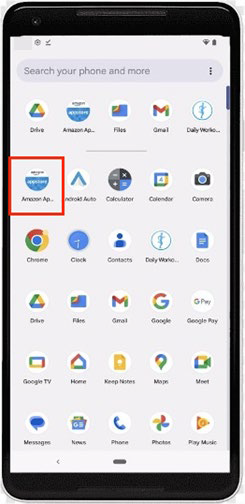 Search your phone and more
Drive Amazon Ap... Files Gmail Daily Worko...
Amazon Ap... Android Auto Calculator Calendar Camera
Chrome Clock Contacts Daily Worko... Docs
Drive Files Gmail Google Google Pay
Google TV Home Keep Notes Maps Meet
Messages News Phone Photos Play Music